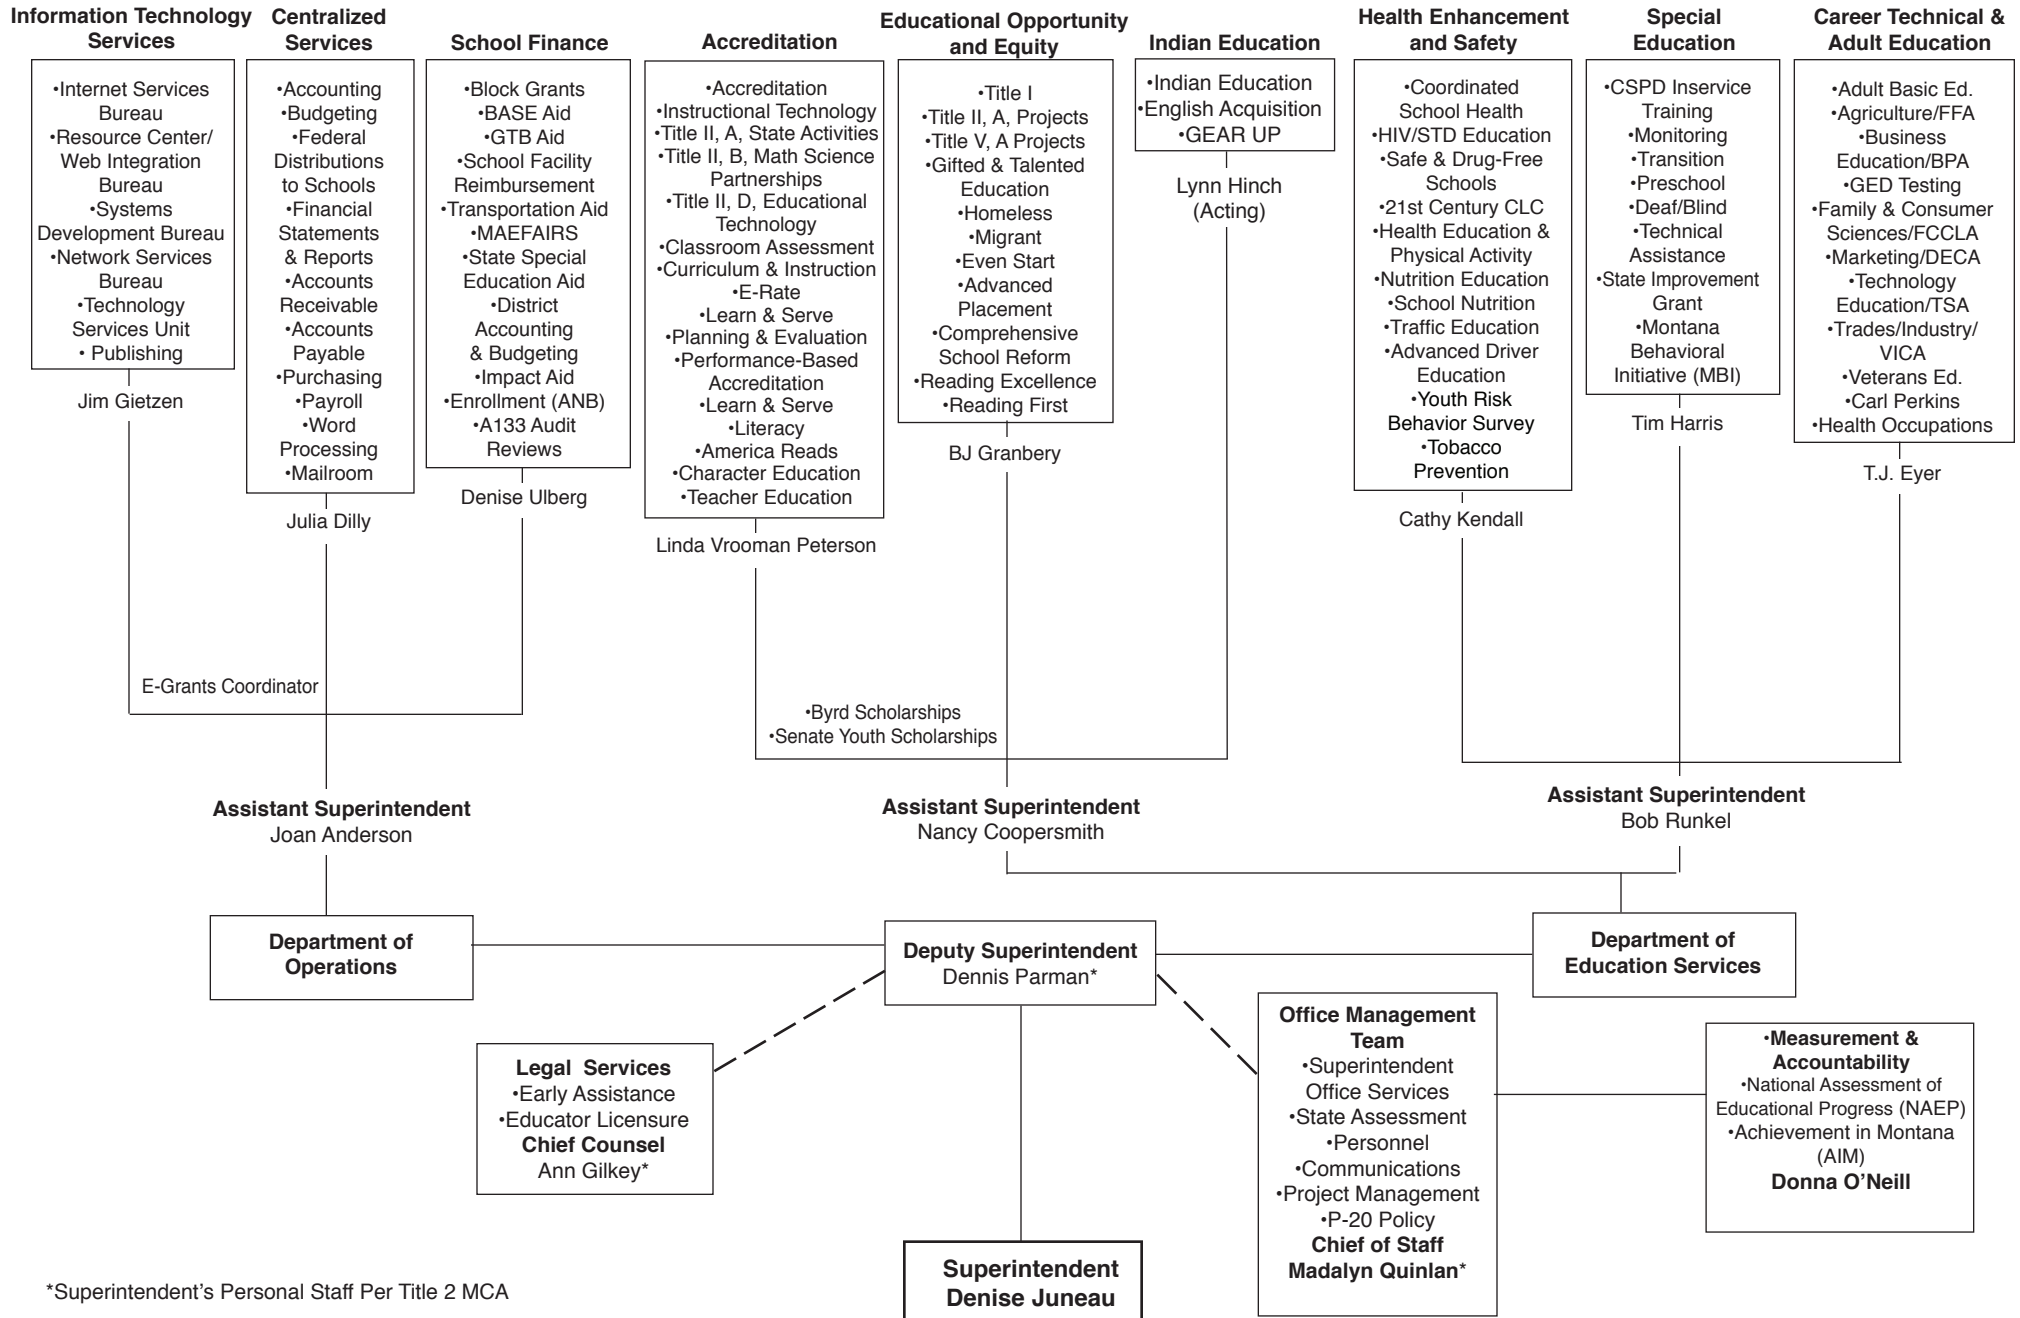 Information Technology
Services
•Internet Services
Bureau
•Resource Center/
Web Integration
Bureau
•Systems
Development Bureau
•Network Services
Bureau
•Technology
Services Unit
• Publishing
Jim Gietzen
Centralized
Services
•Accounting
•Budgeting
•Federal
Distributions
to Schools
•Financial
Statements
& Reports
•Accounts
Receivable
•Accounts
Payable
•Purchasing
•Payroll
•Word
Processing
•Mailroom
Julia Dilly
School Finance
•Block Grants
•BASE Aid
•GTB Aid
•School Facility
Reimbursement
•Transportation Aid
•MAEFAIRS
•State Special
Education Aid
•District
Accounting
& Budgeting
•Impact Aid
•Enrollment (ANB)
•A133 Audit
Reviews
Denise Ulberg
Accreditation
•Accreditation
•Instructional Technology
•Title II, A, State Activities
•Title II, B, Math Science
Partnerships
•Title II, D, Educational
Technology
•Classroom Assessment
•Curriculum & Instruction
•E-Rate
•Learn & Serve
•Planning & Evaluation
•Performance-Based
Accreditation
•Learn & Serve
•Literacy
•America Reads
•Character Education
•Teacher Education
Linda Vrooman Peterson
Educational Opportunity
and Equity
•Title I
•Title II, A, Projects
•Title V, A Projects
•Gifted & Talented
Education
•Homeless
•Migrant
•Even Start
•Advanced
Placement
•Comprehensive
School Reform
•Reading Excellence
•Reading First
BJ Granbery
Indian Education
•Indian Education
•English Acquisition
•GEAR UP
Lynn Hinch
(Acting)
Health Enhancement
and Safety
•Coordinated
School Health
•HIV/STD Education
•Safe & Drug-Free
Schools
•21st Century CLC
•Health Education &
Physical Activity
•Nutrition Education
•School Nutrition
•Traffic Education
•Advanced Driver
Education
•Youth Risk
Behavior Survey
•Tobacco
Prevention
Cathy Kendall
Special
Education
•CSPD Inservice
Training
•Monitoring
•Transition
•Preschool
•Deaf/Blind
•Technical
Assistance
•State Improvement
Grant
•Montana
Behavioral
Initiative (MBI)
Tim Harris
Career Technical &
Adult Education
•Adult Basic Ed.
•Agriculture/FFA
•Business
Education/BPA
•GED Testing
•Family & Consumer
Sciences/FCCLA
•Marketing/DECA
•Technology
Education/TSA
•Trades/Industry/
VICA
•Veterans Ed.
•Carl Perkins
•Health Occupations
T.J. Eyer
E-Grants Coordinator
•Byrd Scholarships
•Senate Youth Scholarships
Assistant Superintendent
Joan Anderson
Assistant Superintendent
Nancy Coopersmith
Assistant Superintendent
Bob Runkel
Department of
Operations
Deputy Superintendent
Dennis Parman*
Department of
Education Services
Legal Services
•Early Assistance
•Educator Licensure
Chief Counsel
Ann Gilkey*
Office Management
Team
•Superintendent
Office Services
•State Assessment
•Personnel
•Communications
•Project Management
•P-20 Policy
Chief of Staff
Madalyn Quinlan*
•Measurement &
Accountability
•National Assessment of
Educational Progress (NAEP)
•Achievement in Montana
(AIM)
Donna O’Neill
Superintendent
Denise Juneau
*Superintendent’s Personal Staff Per Title 2 MCA